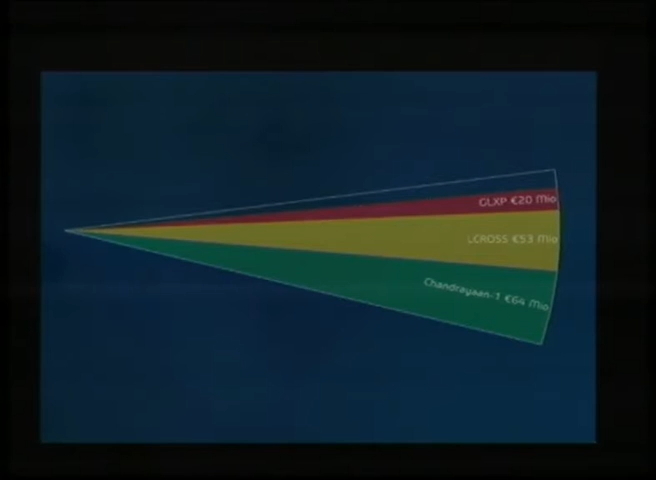 GLXP €20 Mio
LCROSS €53 Mio
Chandrayaan-1 €64 Mio